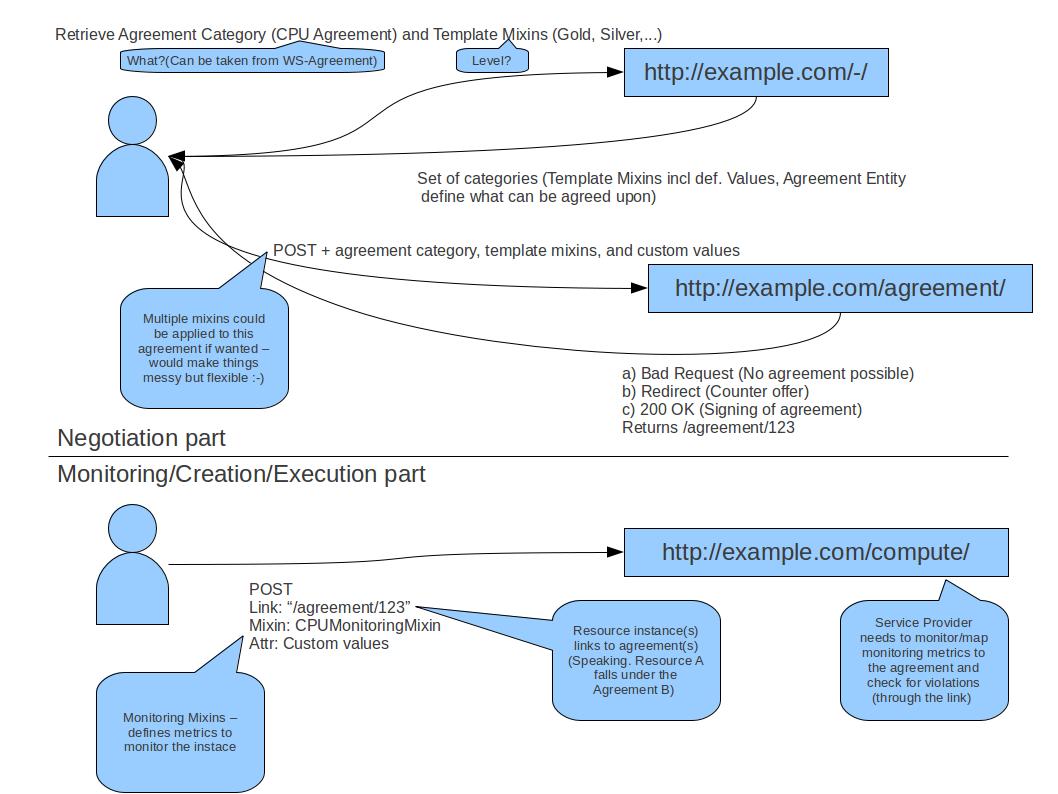 Retrieve Agreement Category (CPU Agreement) and Template Mixins (Gold, Silver,...)
What?(Can be taken from WS-Agreement)
Level?
http://example.com/-/
Set of categories (Template Mixins incl def. Values, Agreement Entity
define what can be agreed upon)
POST + agreement category, template mixins, and custom values
http://example.com/agreement/
Multiple mixins could
be applied to this
agreement if wanted –
would make things
messy but flexible :-)
a) Bad Request (No agreement possible)
b) Redirect (Counter offer)
c) 200 OK (Signing of agreement)
Returns /agreement/123
Negotiation part
Monitoring/Creation/Execution part
http://example.com/compute/
POST
Link: “/agreement/123”
Mixin: CPUMonitoringMixin
Attr: Custom values
Resource instance(s)
links to agreement(s)
(Speaking. Resource A
falls under the
Agreement B)
Service Provider
needs to monitor/map
monitoring metrics to
the agreement and
check for violations
(through the link)
Monitoring Mixins –
defines metrics to
monitor the instace